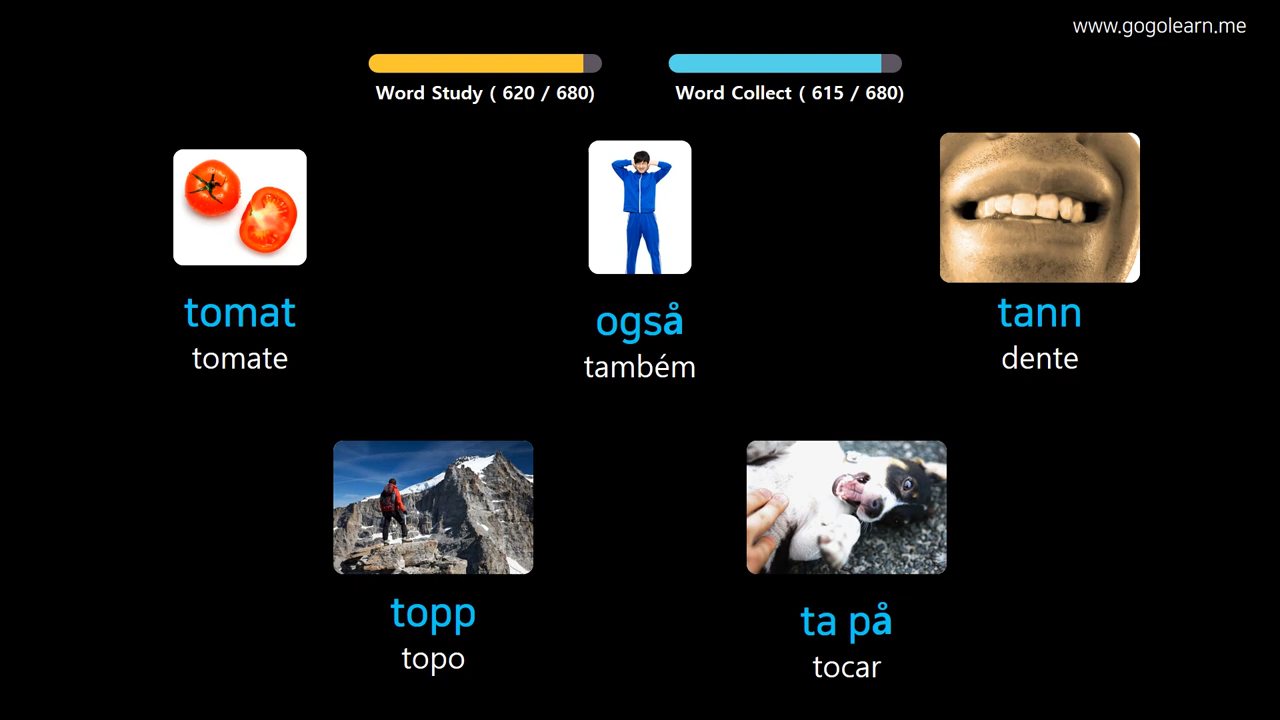 www.gogolearn.me
Word Study ( 620 / 680)
Word Collect ( 615 / 680)
tomat
tomate
også
também
tann
dente
topp
topo
ta på
tocar